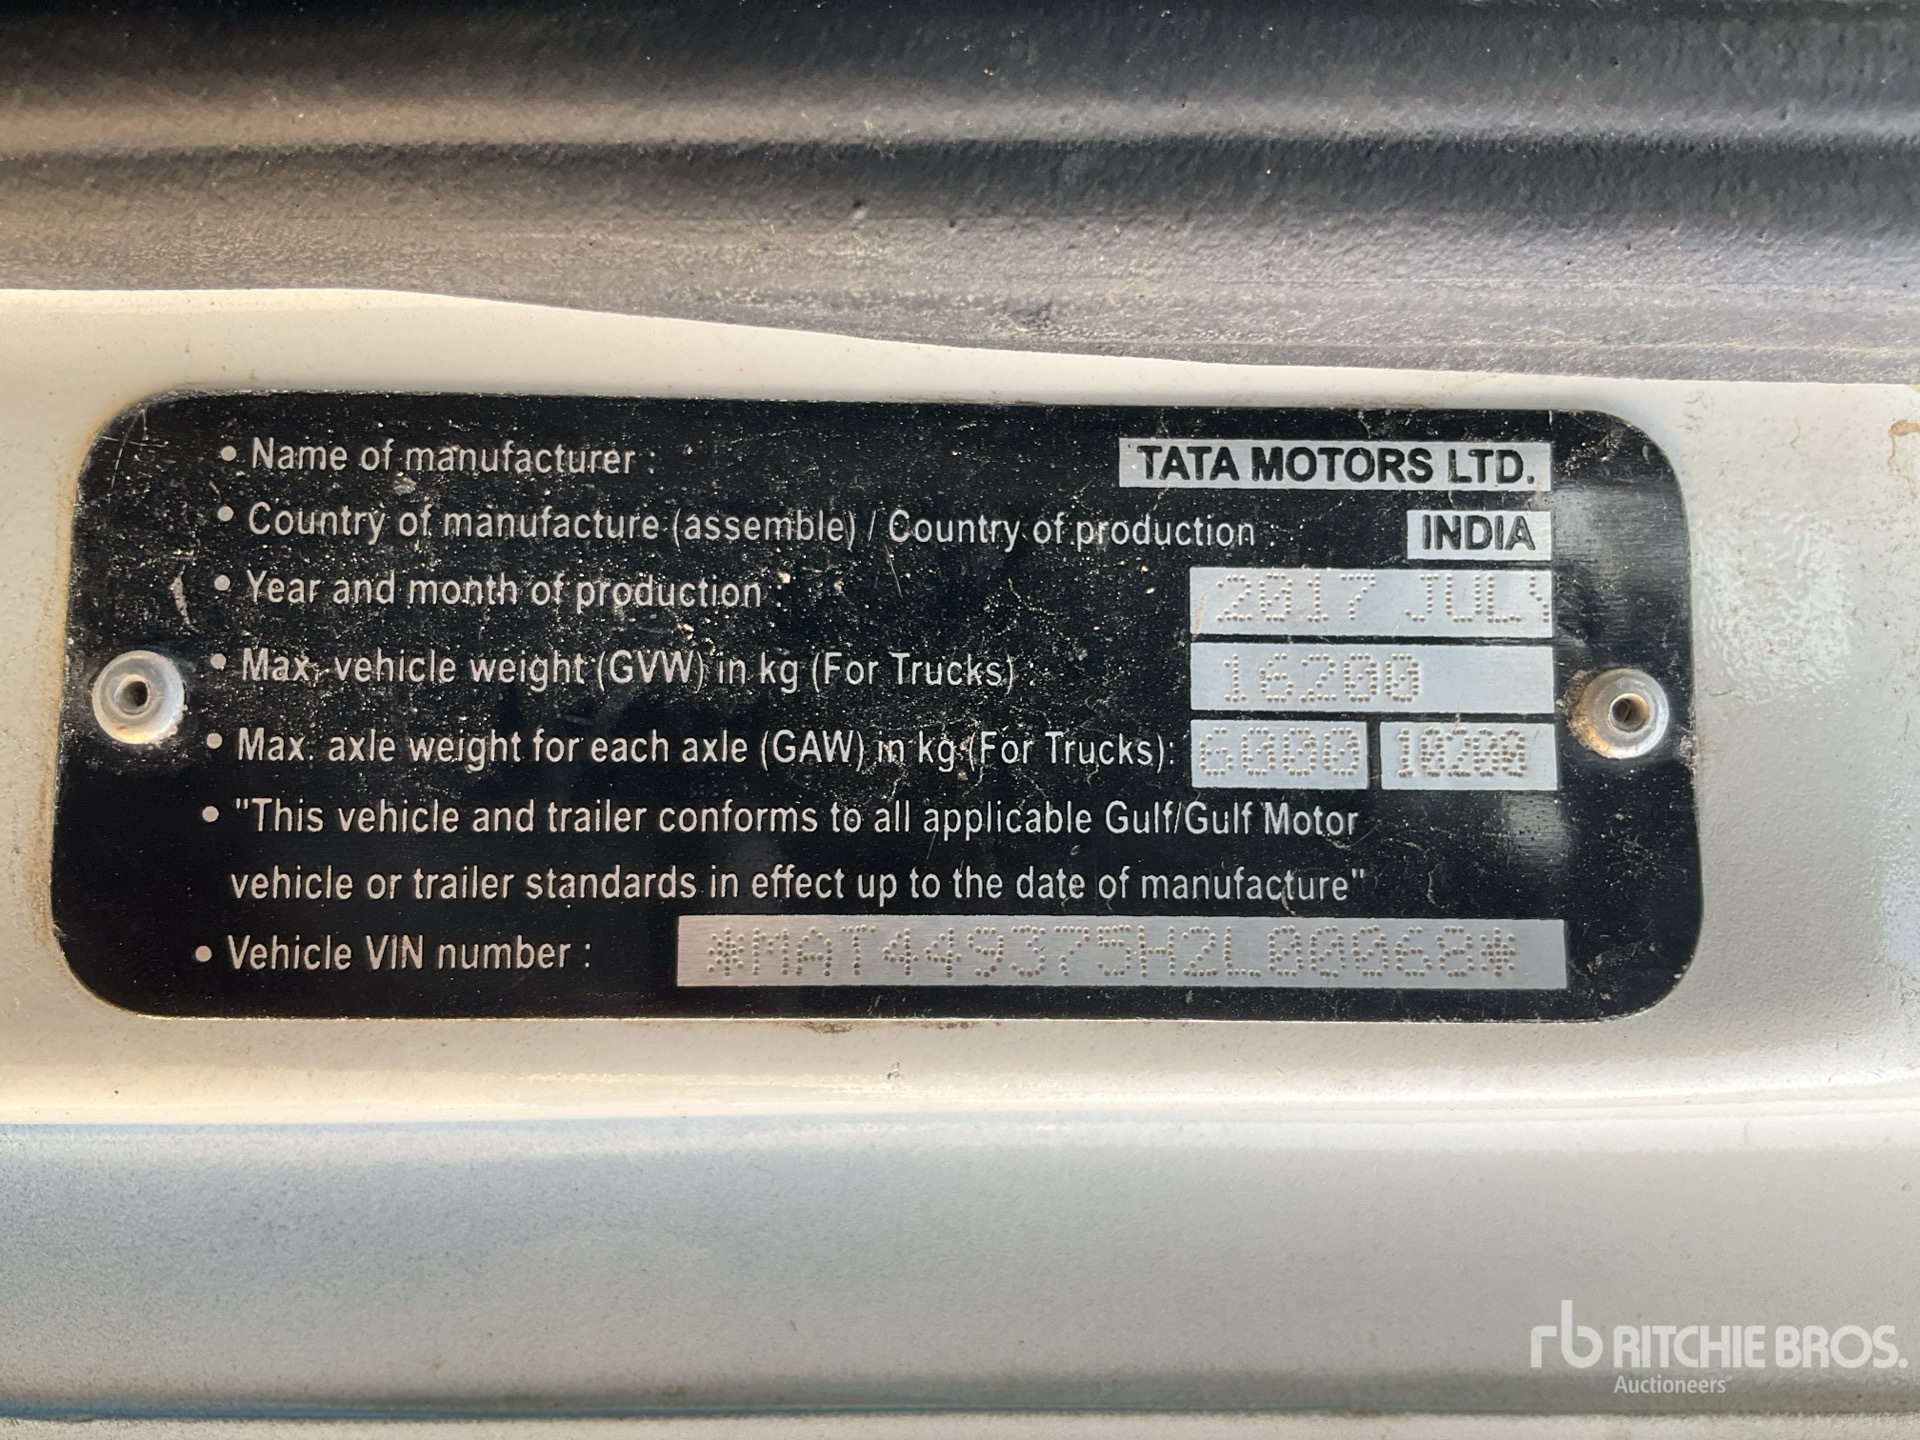 • Name of manufacturer : TATA MOTORS LTD.
• Country of manufacture (assemble) / Country of production : INDIA
• Year and month of production : 2017 JULY
• Max. vehicle weight (GVW) in kg (For Trucks) : 16200
• Max. axle weight for each axle (GAW) in kg (For Trucks): 6000 10200
• "This vehicle and trailer conforms to all applicable Gulf/Gulf Motor
vehicle or trailer standards in effect up to the date of manufacture"
• Vehicle VIN number : *MAT449375H2L00068*
rb RITCHIE BROS.
Auctioneers